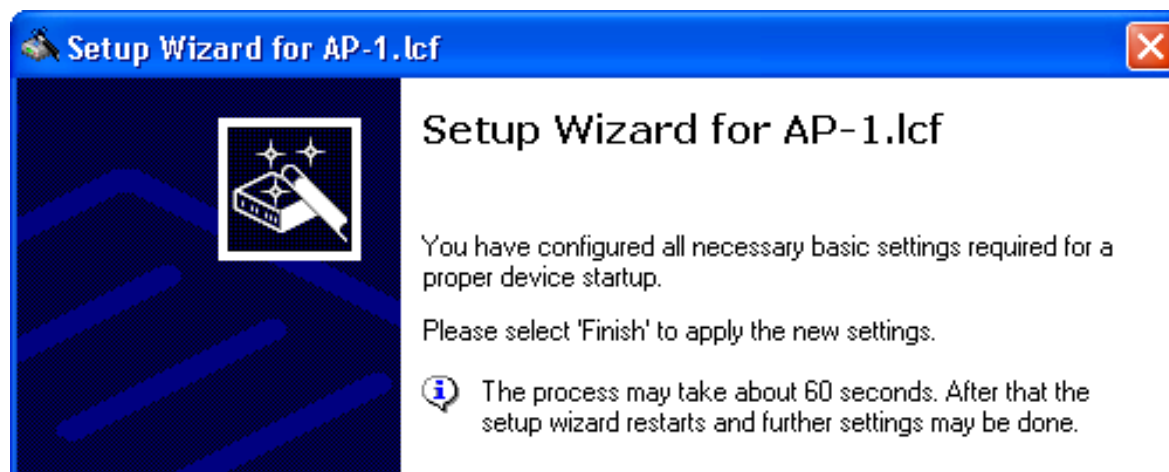 Setup Wizard for AP-1.lcf
Setup Wizard for AP-1.lcf
You have configured all necessary basic settings required for a
proper device startup.
Please select 'Finish' to apply the new settings.
The process may take about 60 seconds. After that the
setup wizard restarts and further settings may be done.